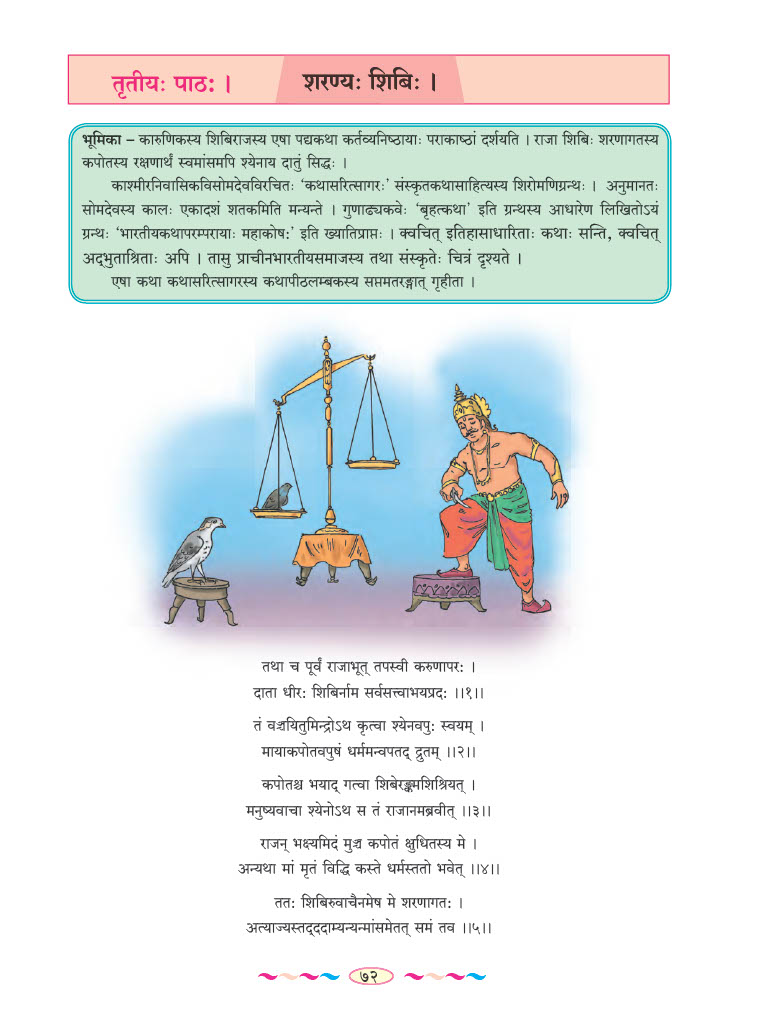 तृतीयः पाठः ।
शरण्यः शिबिः ।
भूमिका – कारुणिकस्य शिबिराजस्य एषा पद्यकथा कर्तव्यनिष्ठायाः पराकाष्ठां दर्शयति । राजा शिबिः शरणागतस्य
कपोतस्य रक्षणार्थं स्वमांसमपि श्येनाय दातुं सिद्धः ।
काश्मीरनिवासिकविसोमदेवविरचितः ‘कथासरित्सागरः’ संस्कृतकथासाहित्यस्य शिरोमणिग्रन्थः । अनुमानतः
सोमदेवस्य कालः एकादशं शतकमिति मन्यन्ते । गुणाढ्यकवेः ‘बृहत्कथा’ इति ग्रन्थस्य आधारेण लिखितोऽयं
ग्रन्थः ‘भारतीयकथापरम्परायाः महाकोषः’ इति ख्यातिप्राप्तः । क्वचित् इतिहासाधारिताः कथाः सन्ति, क्वचित्
अद्‌भुताश्रिताः अपि । तासु प्राचीनभारतीयसमाजस्य तथा संस्कृतेः चित्रं दृश्यते ।
एषा कथा कथासरित्सागरस्य कथापीठलम्बकस्य सप्तमतरङ्गात् गृहीता ।
तथा च पूर्वं राजाभूत् तपस्वी करुणापरः ।
दाता धीरः शिबिर्नाम सर्वसत्त्वाभयप्रदः ।।१।।
तं वञ्चयितुमिन्द्रोऽथ कृत्वा श्येनवपुः स्वयम् ।
मायाकपोतवपुषं धर्ममन्वपतद् द्रुतम् ।।२।।
कपोतश्च भयाद् गत्वा शिबेरङ्कमशिश्रियत् ।
मनुष्यवाचा श्येनोऽथ स तं राजानमब्रवीत् ।।३।।
राजन् भक्ष्यमिदं मुञ्च कपोतं क्षुधितस्य मे ।
अन्यथा मां मृतं विद्धि कस्ते धर्मस्ततो भवेत् ।।४।।
ततः शिबिरुवाचैनमेष मे शरणागतः ।
अत्याज्यस्तद्‌ददाम्यन्यन्मांसमेतत् समं तव ।।५।।
७२